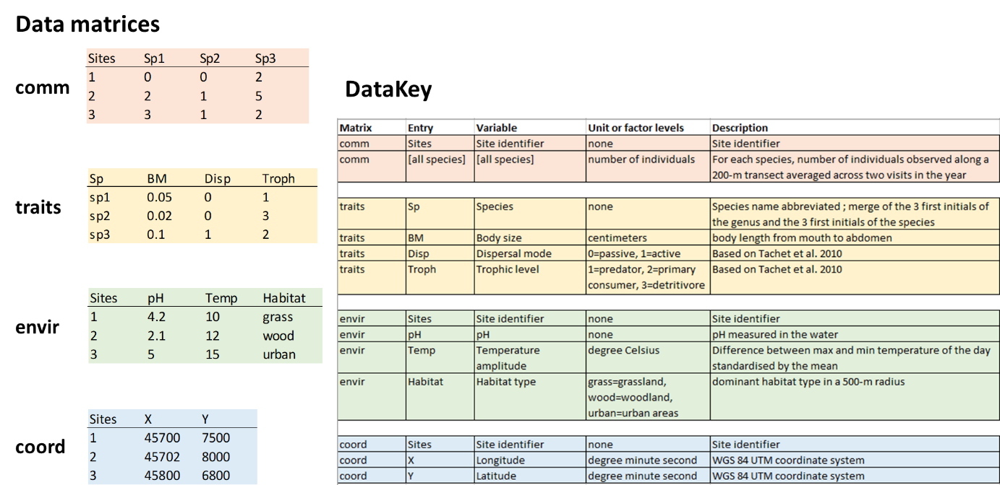 Data matrices
comm
Sites Sp1 Sp2 Sp3
1 0 0 2
2 2 1 5
3 3 1 2
traits
Sp BM Disp Troph
sp1 0.05 0 1
sp2 0.02 0 3
sp3 0.1 1 2
envir
Sites pH Temp Habitat
1 4.2 10 grass
2 2.1 12 wood
3 5 15 urban
coord
Sites X Y
1 45700 7500
2 45702 8000
3 45800 6800
DataKey
Matrix Entry Variable Unit or factor levels Description
comm Sites Site identifier none Site identifier
comm [all species] [all species] number of individuals For each species, number of individuals observed along a
200-m transect averaged across two visits in the year
traits Sp Species none Species name abbreviated ; merge of the 3 first initials of
the genus and the 3 first initials of the species
traits BM Body size centimeters body length from mouth to abdomen
traits Disp Dispersal mode 0=passive, 1=active Based on Tachet et al. 2010
traits Troph Trophic level 1=predator, 2=primary Based on Tachet et al. 2010
consumer, 3=detritivore
envir Sites Site identifier none Site identifier
envir pH pH none pH measured in the water
envir Temp Temperature degree Celsius Difference between max and min temperature of the day
amplitude standardised by the mean
envir Habitat Habitat type grass=grassland, dominant habitat type in a 500-m radius
wood=woodland,
urban=urban areas
coord Sites Site identifier none Site identifier
coord X Longitude degree minute second WGS 84 UTM coordinate system
coord Y Latitude degree minute second WGS 84 UTM coordinate system